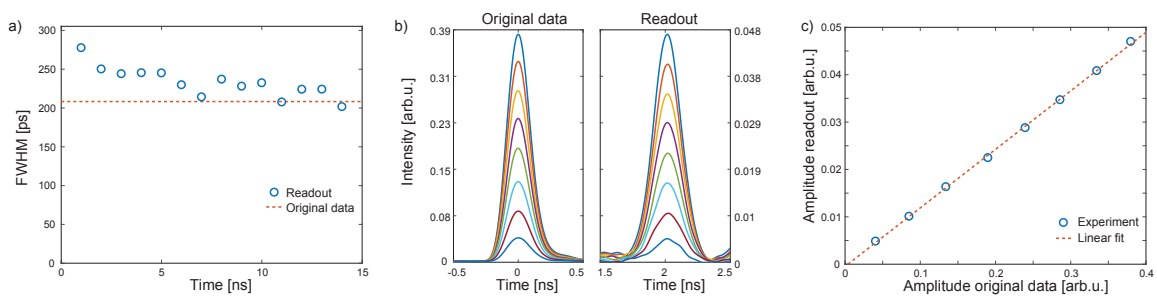 a)
FWHM [ps]
300
250
200
150
100
50
0
0 5 10 15
Time [ns]
Readout
Original data
b)
Original data Readout
Intensity [arb.u.]
0.39
0.31
0.23
0.15
0.08
0
-0.5 0 0.5
Time [ns]
0.048
0.038
0.029
0.019
0.01
0
1.5 2 2.5
Time [ns]
c)
Amplitude readout [arb.u.]
0.05
0.04
0.03
0.02
0.01
0
0 0.1 0.2 0.3 0.4
Amplitude original data [arb.u.]
Experiment
Linear fit